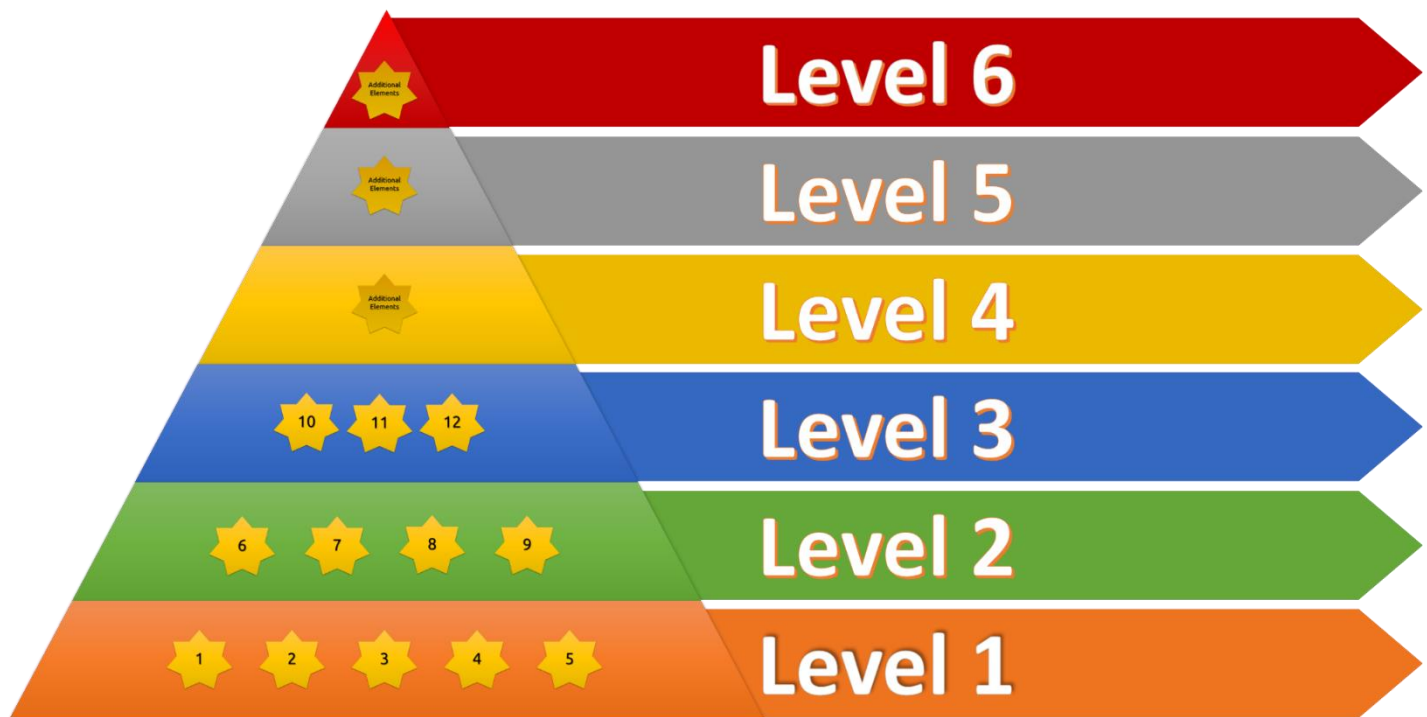 Additional
Elements
Level 6
Additional
Elements
Level 5
Additional
Elements
Level 4
10 11 12
Level 3
6 7 8 9
Level 2
1 2 3 4 5
Level 1